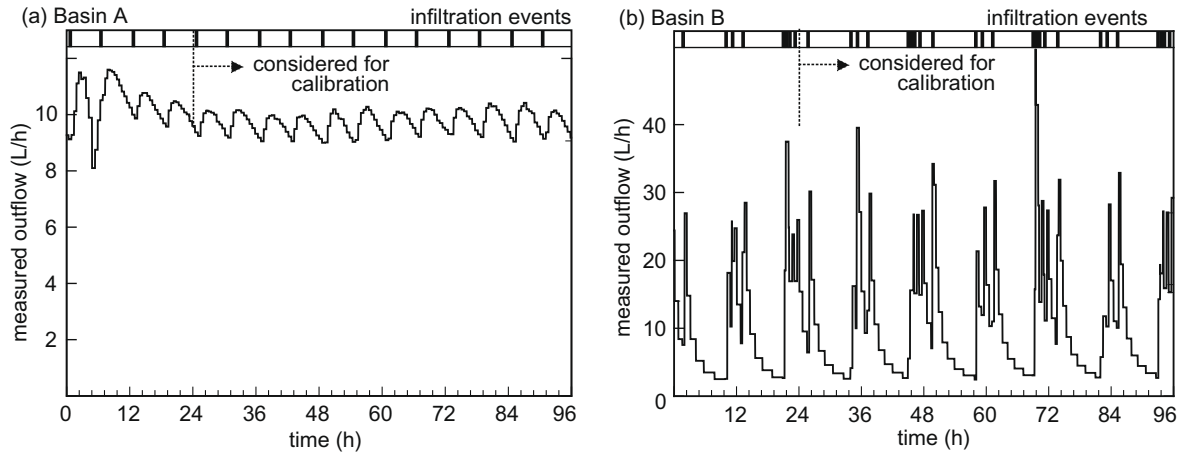 (a) Basin A
infiltration events
considered for
calibration
measured outflow (L/h)
10
8
6
4
2
0 12 24 36 48 60 72 84 96
time (h)
(b) Basin B
infiltration events
considered for
calibration
measured outflow (L/h)
40
30
20
10
0
12 24 36 48 60 72 84 96
time (h)